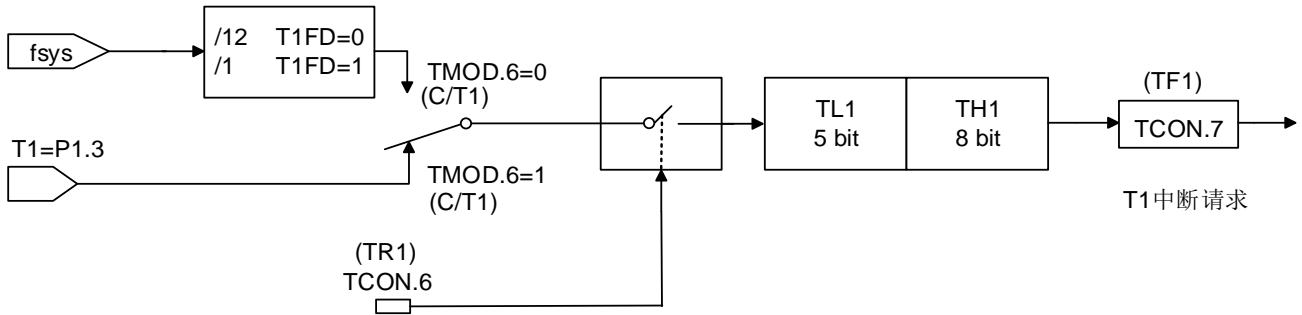 fsys
/12 T1FD=0
/1 T1FD=1
TMOD.6=0
(C/T1)
T1=P1.3
TMOD.6=1
(C/T1)
(TR1)
TCON.6
TL1
5 bit
TH1
8 bit
(TF1)
TCON.7
T1中断请求